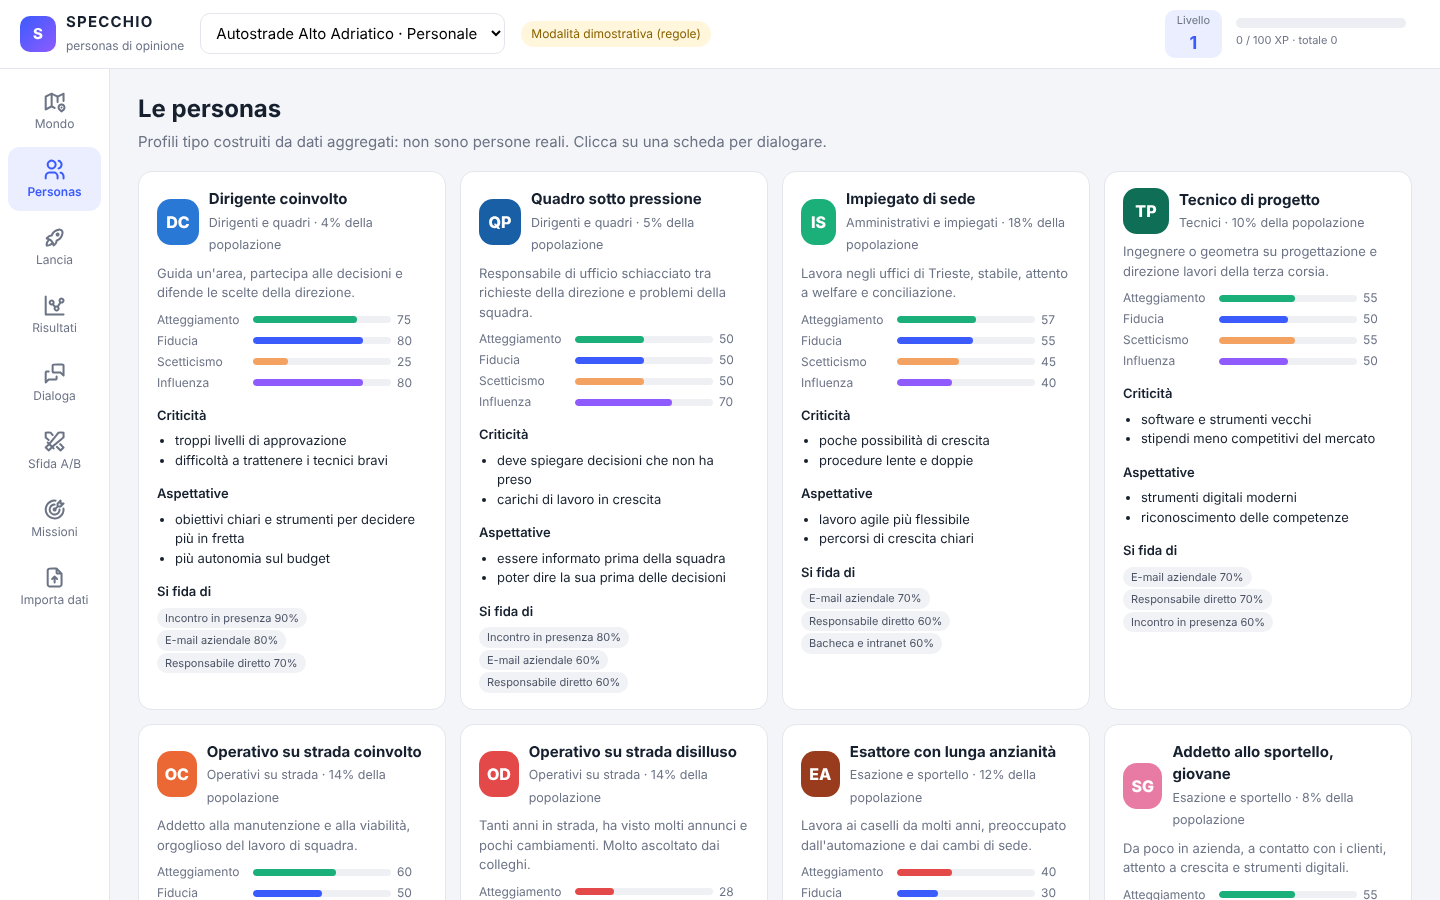 S
SPECCHIO
personas di opinione
Autostrade Alto Adriatico · Personale
Modalità dimostrativa (regole)
Livello
1
0 / 100 XP · totale 0
Mondo
Personas
Lancia
Risultati
Dialoga
Sfida A/B
Missioni
Importa dati
Le personas
Profili tipo costruiti da dati aggregati: non sono persone reali. Clicca su una scheda per dialogare.
DC
Dirigente coinvolto
Dirigenti e quadri · 4% della
popolazione
Guida un'area, partecipa alle decisioni e
difende le scelte della direzione.
Atteggiamento 75
Fiducia 80
Scetticismo 25
Influenza 80
Criticità
• troppi livelli di approvazione
• difficoltà a trattenere i tecnici bravi
Aspettative
• obiettivi chiari e strumenti per decidere
più in fretta
• più autonomia sul budget
Si fida di
Incontro in presenza 90%
E-mail aziendale 80%
Responsabile diretto 70%
QP
Quadro sotto pressione
Dirigenti e quadri · 5% della
popolazione
Responsabile di ufficio schiacciato tra
richieste della direzione e problemi della
squadra.
Atteggiamento 50
Fiducia 50
Scetticismo 50
Influenza 70
Criticità
• deve spiegare decisioni che non ha
preso
• carichi di lavoro in crescita
Aspettative
• essere informato prima della squadra
• poter dire la sua prima delle decisioni
Si fida di
Incontro in presenza 80%
E-mail aziendale 60%
Responsabile diretto 60%
IS
Impiegato di sede
Amministrativi e impiegati · 18% della
popolazione
Lavora negli uffici di Trieste, stabile, attento
a welfare e conciliazione.
Atteggiamento 57
Fiducia 55
Scetticismo 45
Influenza 40
Criticità
• poche possibilità di crescita
• procedure lente e doppie
Aspettative
• lavoro agile più flessibile
• percorsi di crescita chiari
Si fida di
E-mail aziendale 70%
Responsabile diretto 60%
Bacheca e intranet 60%
TP
Tecnico di progetto
Tecnici · 10% della popolazione
Ingegnere o geometra su progettazione e
direzione lavori della terza corsia.
Atteggiamento 55
Fiducia 50
Scetticismo 55
Influenza 50
Criticità
• software e strumenti vecchi
• stipendi meno competitivi del mercato
Aspettative
• strumenti digitali moderni
• riconoscimento delle competenze
Si fida di
E-mail aziendale 70%
Responsabile diretto 70%
Incontro in presenza 60%
OC
Operativo su strada coinvolto
Operativi su strada · 14% della
popolazione
Addetto alla manutenzione e alla viabilità,
orgoglioso del lavoro di squadra.
Atteggiamento 60
Fiducia 50
OD
Operativo su strada disilluso
Operativi su strada · 14% della
popolazione
Tanti anni in strada, ha visto molti annunci e
pochi cambiamenti. Molto ascoltato dai
colleghi.
Atteggiamento 28
EA
Esattore con lunga anzianità
Esazione e sportello · 12% della
popolazione
Lavora ai caselli da molti anni, preoccupato
dall'automazione e dai cambi di sede.
Atteggiamento 40
Fiducia 30
SG
Addetto allo sportello,
giovane
Esazione e sportello · 8% della
popolazione
Da poco in azienda, a contatto con i clienti,
attento a crescita e strumenti digitali.
Atteggiamento 55